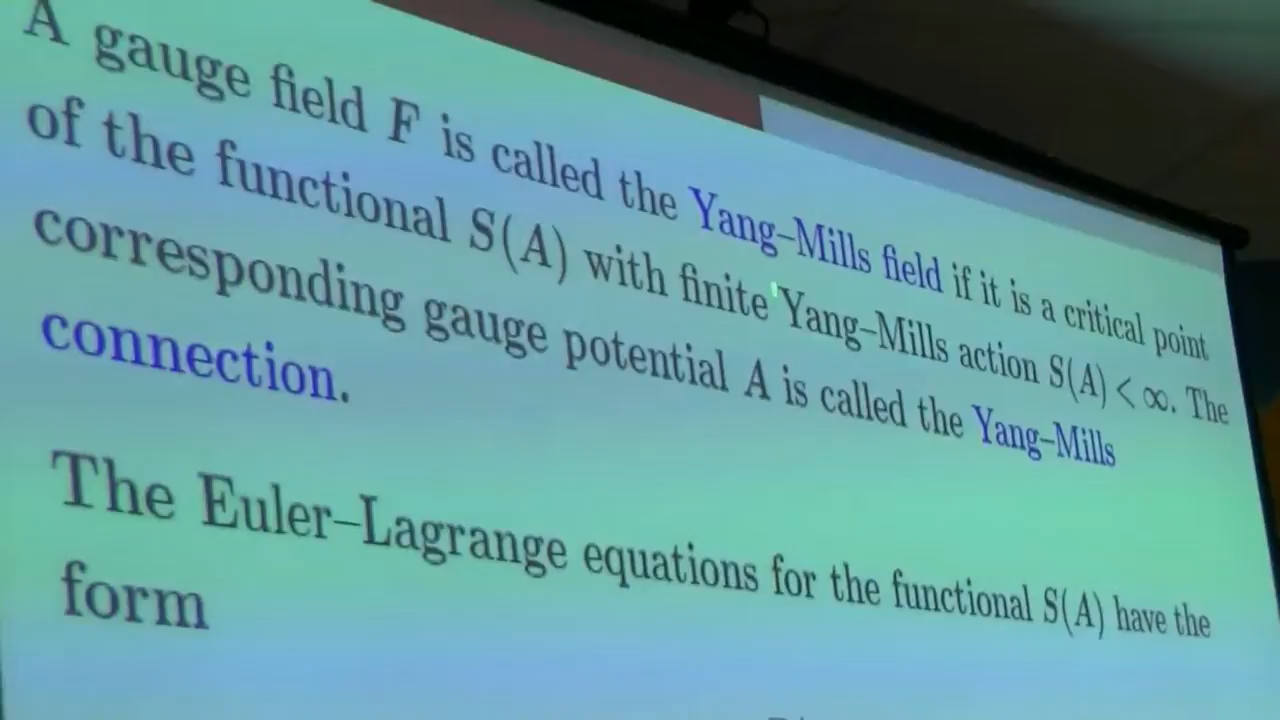 A gauge field F is called the Yang–Mills field if it is a critical point
of the functional S(A) with finite Yang–Mills action S(A) < ∞. The
corresponding gauge potential A is called the Yang–Mills
connection.
The Euler–Lagrange equations for the functional S(A) have the
form